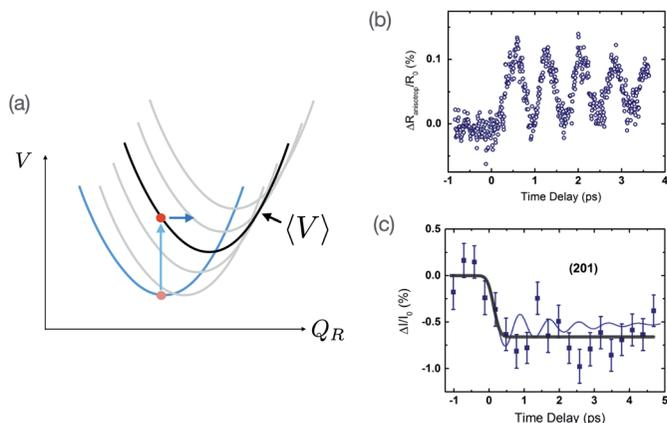 (a)
V
⟨V⟩
Q_R
(b)
ΔR_anisotrop/R_0 (%)
0.1
0.0
-1 0 1 2 3 4
Time Delay (ps)
(c)
ΔI/I_0 (%)
(201)
0.5
0.0
-0.5
-1.0
-1 0 1 2 3 4 5
Time Delay (ps)